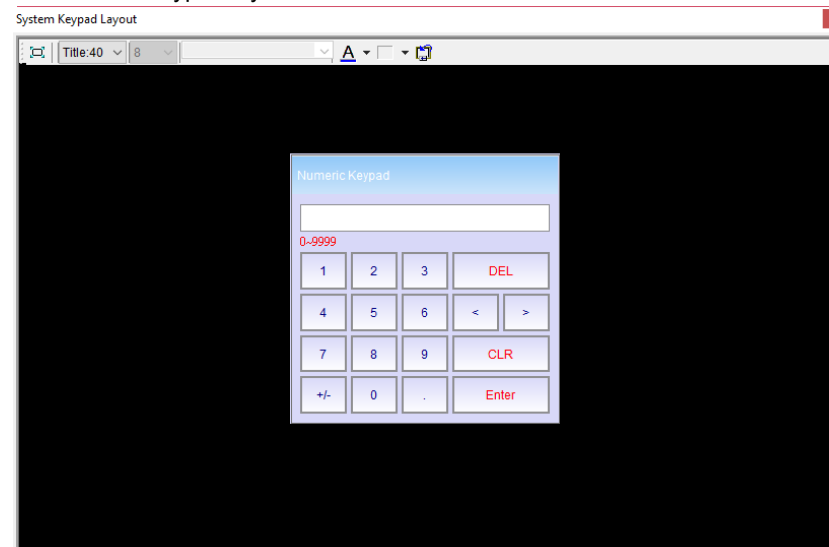 System Keypad Layout
Title:40 8 A
Numeric Keypad
0~9999
1 2 3 DEL
4 5 6 < >
7 8 9 CLR
+/- 0 . Enter